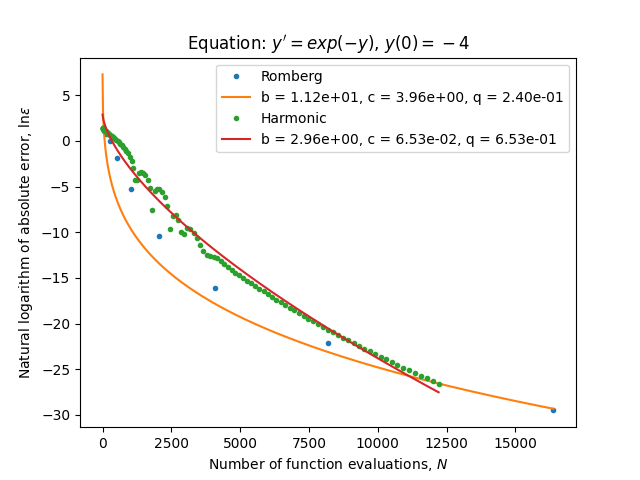 Equation: y′ = exp(−y), y(0) = −4
Romberg
b = 1.12e+01, c = 3.96e+00, q = 2.40e-01
Harmonic
b = 2.96e+00, c = 6.53e-02, q = 6.53e-01
Natural logarithm of absolute error, lnε
5
0
−5
−10
−15
−20
−25
−30
0 2500 5000 7500 10000 12500 15000
Number of function evaluations, N